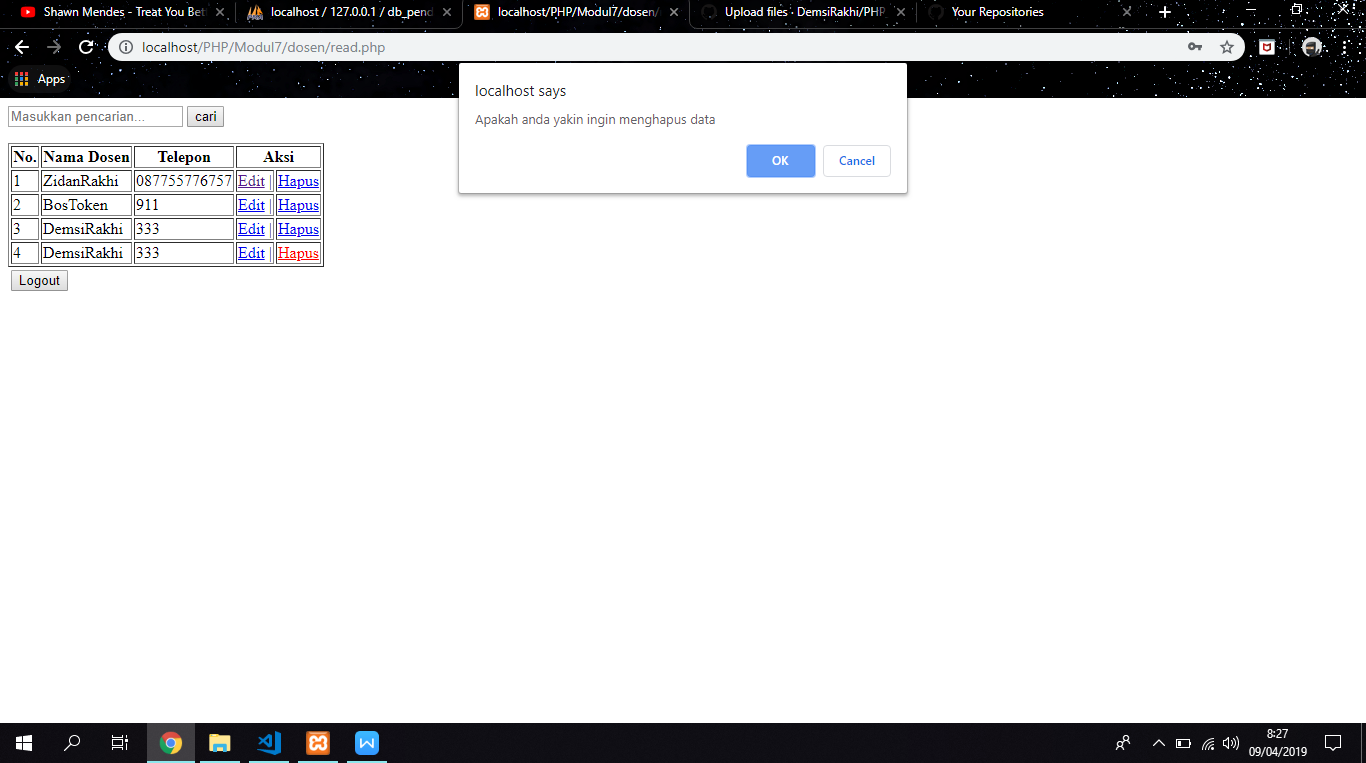 Shawn Mendes - Treat You Bet
localhost / 127.0.0.1 / db_pend
localhost/PHP/Modul7/dosen/
Upload files · DemsiRakhi/PHP
Your Repositories
localhost/PHP/Modul7/dosen/read.php
Apps
localhost says
Apakah anda yakin ingin menghapus data
OK Cancel
Masukkan pencarian... cari
No. Nama Dosen Telepon Aksi
1 ZidanRakhi 087755776757 Edit | Hapus
2 BosToken 911 Edit | Hapus
3 DemsiRakhi 333 Edit | Hapus
4 DemsiRakhi 333 Edit | Hapus
Logout
8:27
09/04/2019